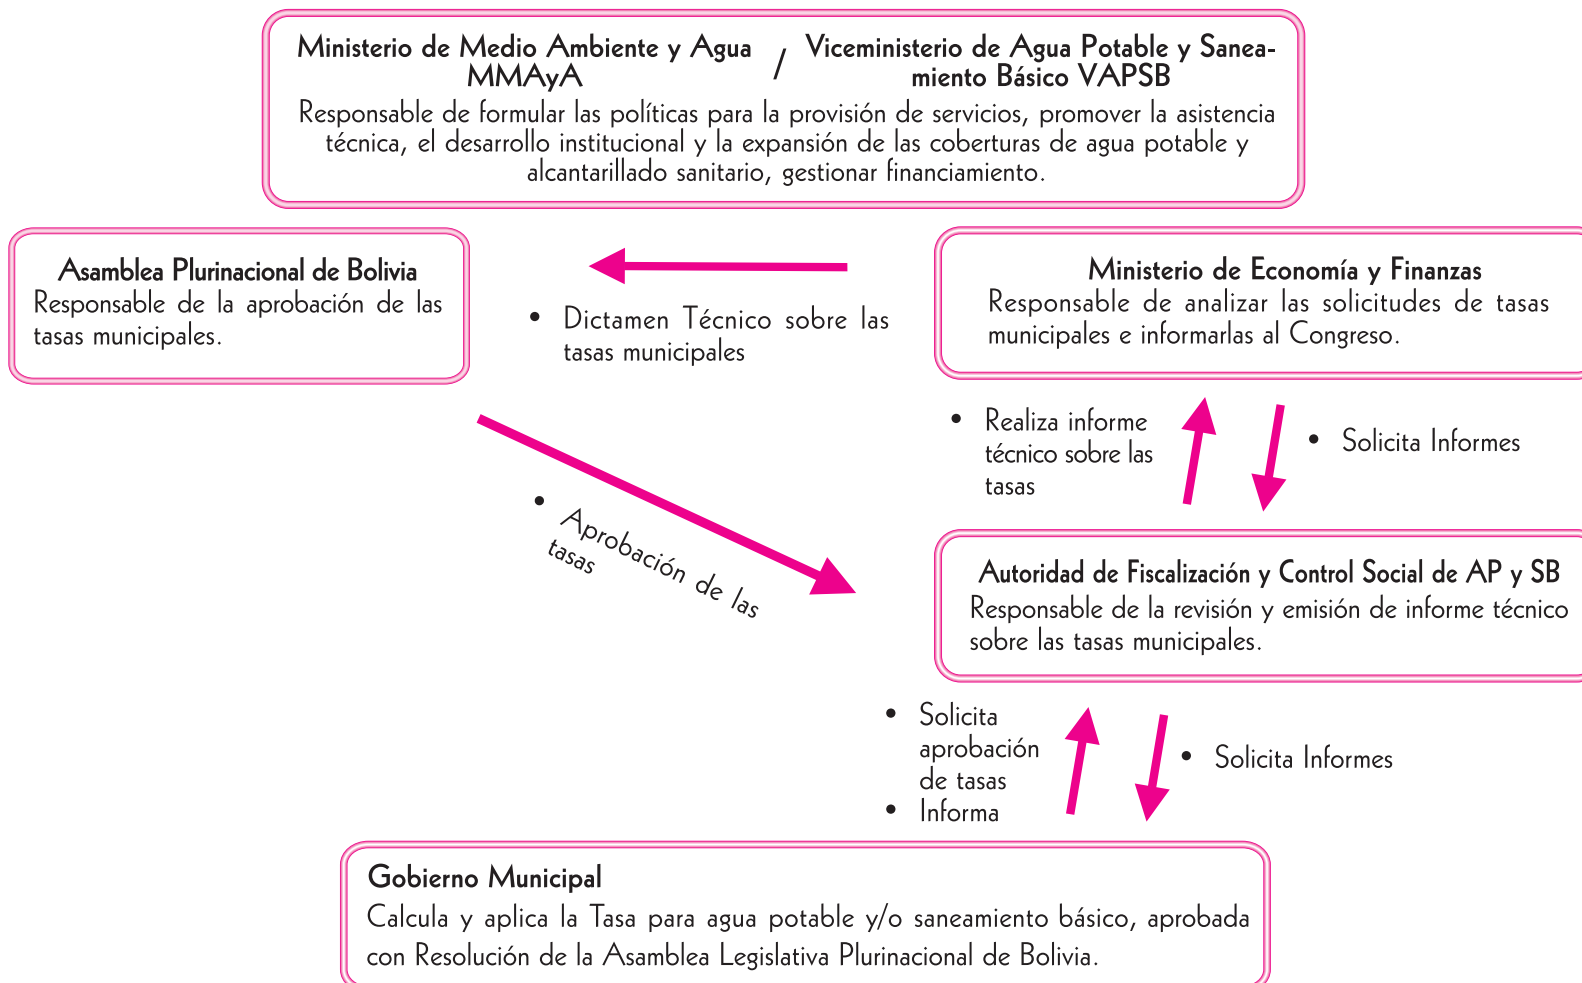 Ministerio de Medio Ambiente y Agua
MMAyA
/
Viceministerio de Agua Potable y Sanea-
miento Básico VAPSB
Responsable de formular las políticas para la provisión de servicios, promover la asistencia
técnica, el desarrollo institucional y la expansión de las coberturas de agua potable y
alcantarillado sanitario, gestionar financiamiento.
Asamblea Plurinacional de Bolivia
Responsable de la aprobación de las
tasas municipales.
• Dictamen Técnico sobre las
tasas municipales
Ministerio de Economía y Finanzas
Responsable de analizar las solicitudes de tasas
municipales e informarlas al Congreso.
• Realiza informe
técnico sobre las
tasas
• Solicita Informes
• Aprobación de las
tasas
Autoridad de Fiscalización y Control Social de AP y SB
Responsable de la revisión y emisión de informe técnico
sobre las tasas municipales.
• Solicita
aprobación
de tasas
• Informa
• Solicita Informes
Gobierno Municipal
Calcula y aplica la Tasa para agua potable y/o saneamiento básico, aprobada
con Resolución de la Asamblea Legislativa Plurinacional de Bolivia.